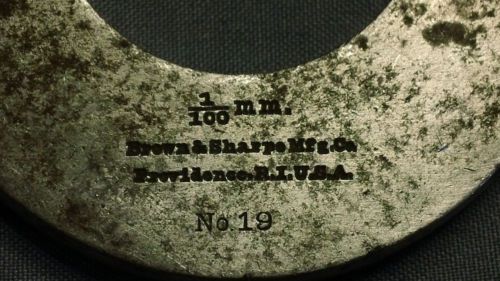 1/100 mm.
Brown & Sharpe Mfg. Co.
Providence. R.I. U.S.A.
No. 19